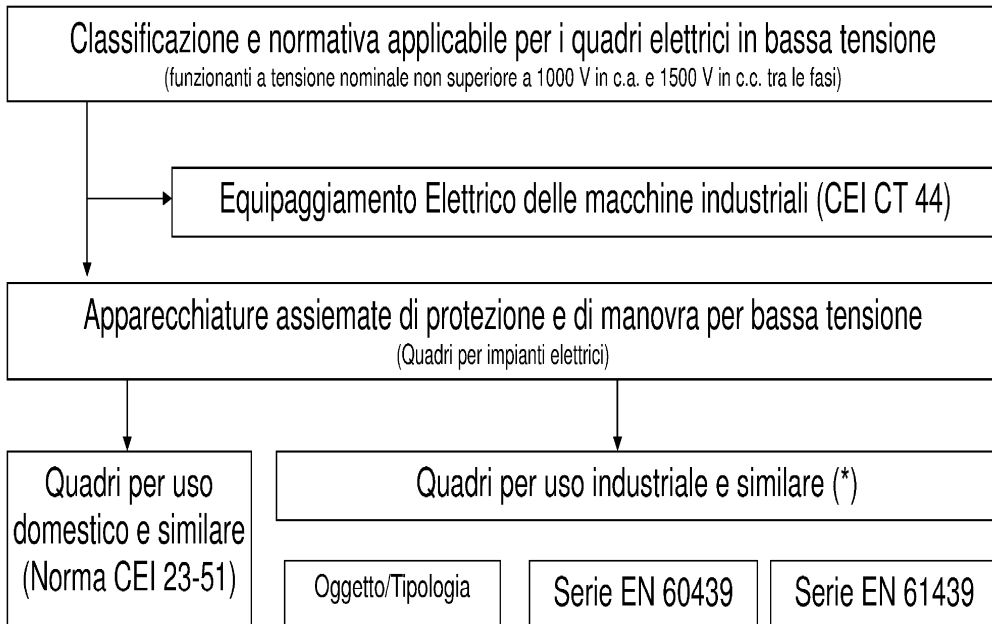 Classificazione e normativa applicabile per i quadri elettrici in bassa tensione
(funzionanti a tensione nominale non superiore a 1000 V in c.a. e 1500 V in c.c. tra le fasi)
Equipaggiamento Elettrico delle macchine industriali (CEI CT 44)
Apparecchiature assiemate di protezione e di manovra per bassa tensione
(Quadri per impianti elettrici)
Quadri per uso
domestico e similare
(Norma CEI 23-51)
Quadri per uso industriale e similare (*)
Oggetto/Tipologia
Serie EN 60439
Serie EN 61439